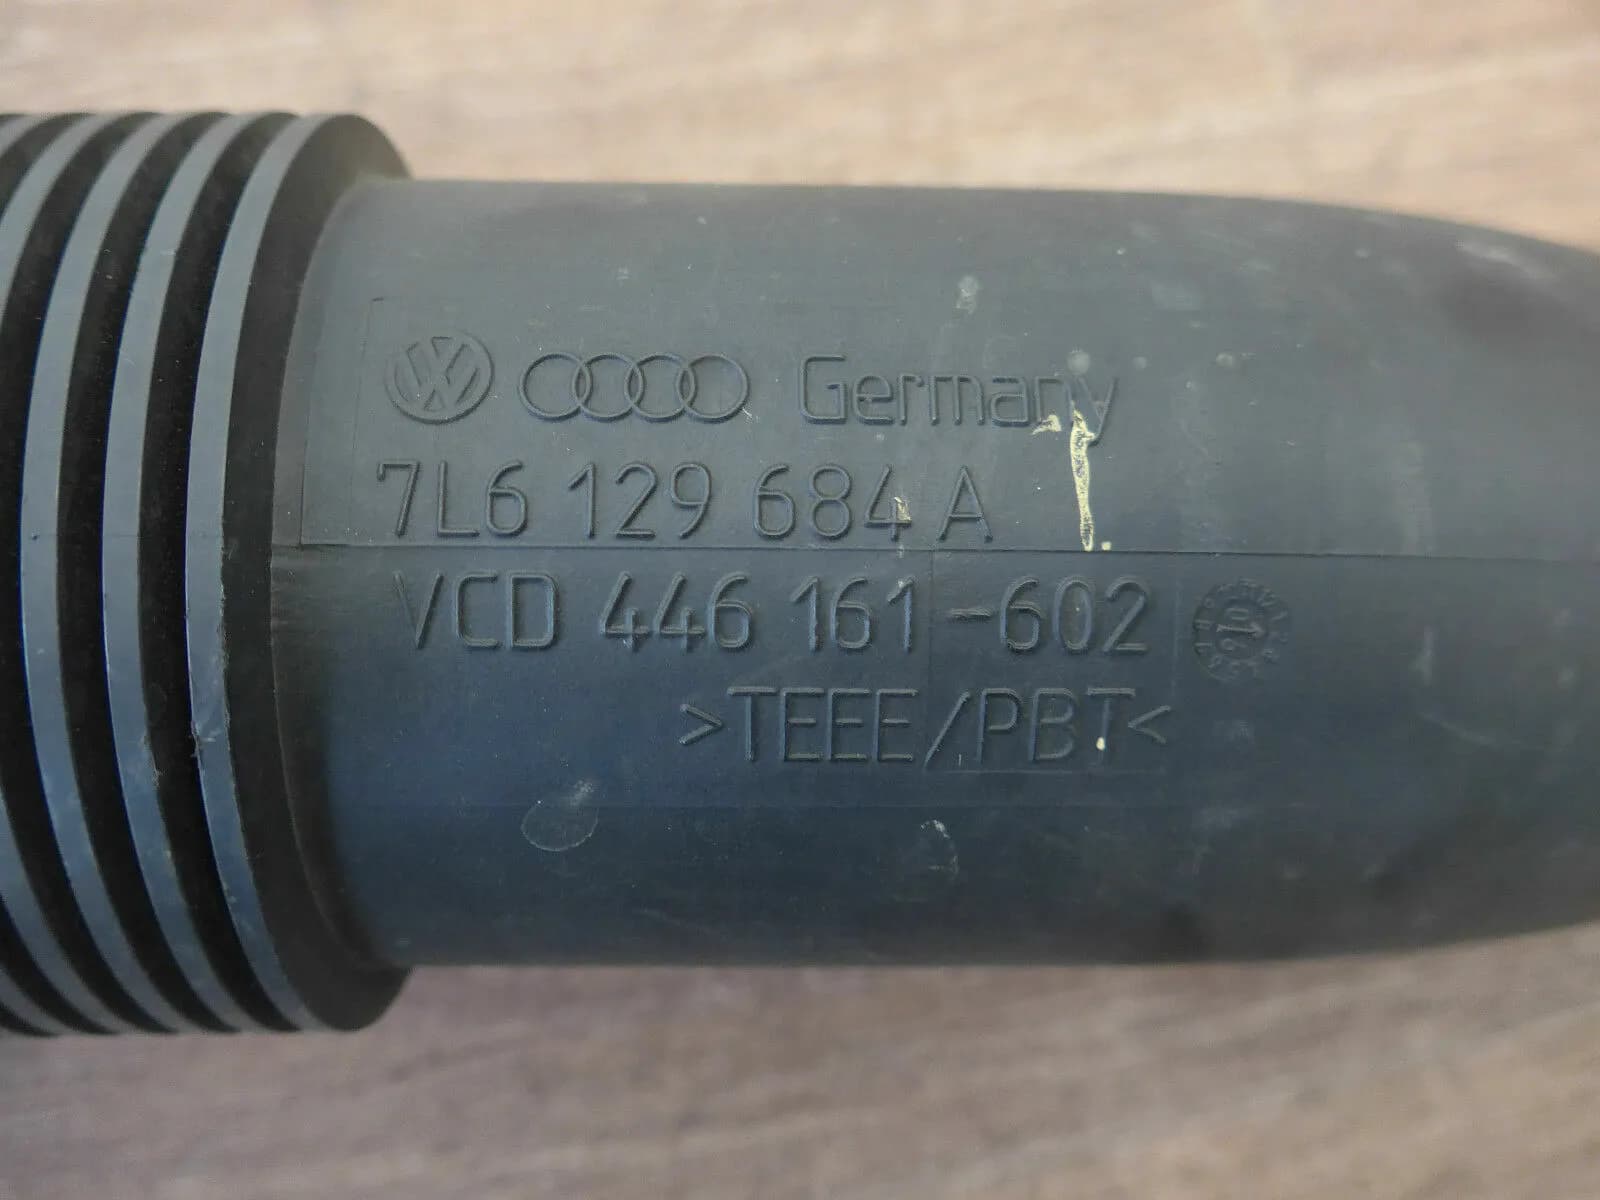 Germany
7L6 129 684 A
VCD 446 161-602
>TEEE/PBT<